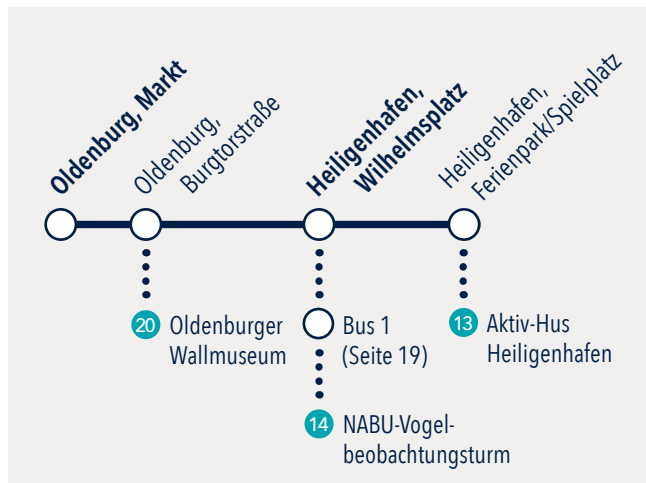 Oldenburg, Markt
Oldenburg,
Burgtorstraße
Heiligenhafen,
Wilhelmsplatz
Heiligenhafen,
Ferienpark/Spielplatz
20 Oldenburger
Wallmuseum
Bus 1
(Seite 19)
13 Aktiv-Hus
Heiligenhafen
14 NABU-Vogel-
beobachtungsturm